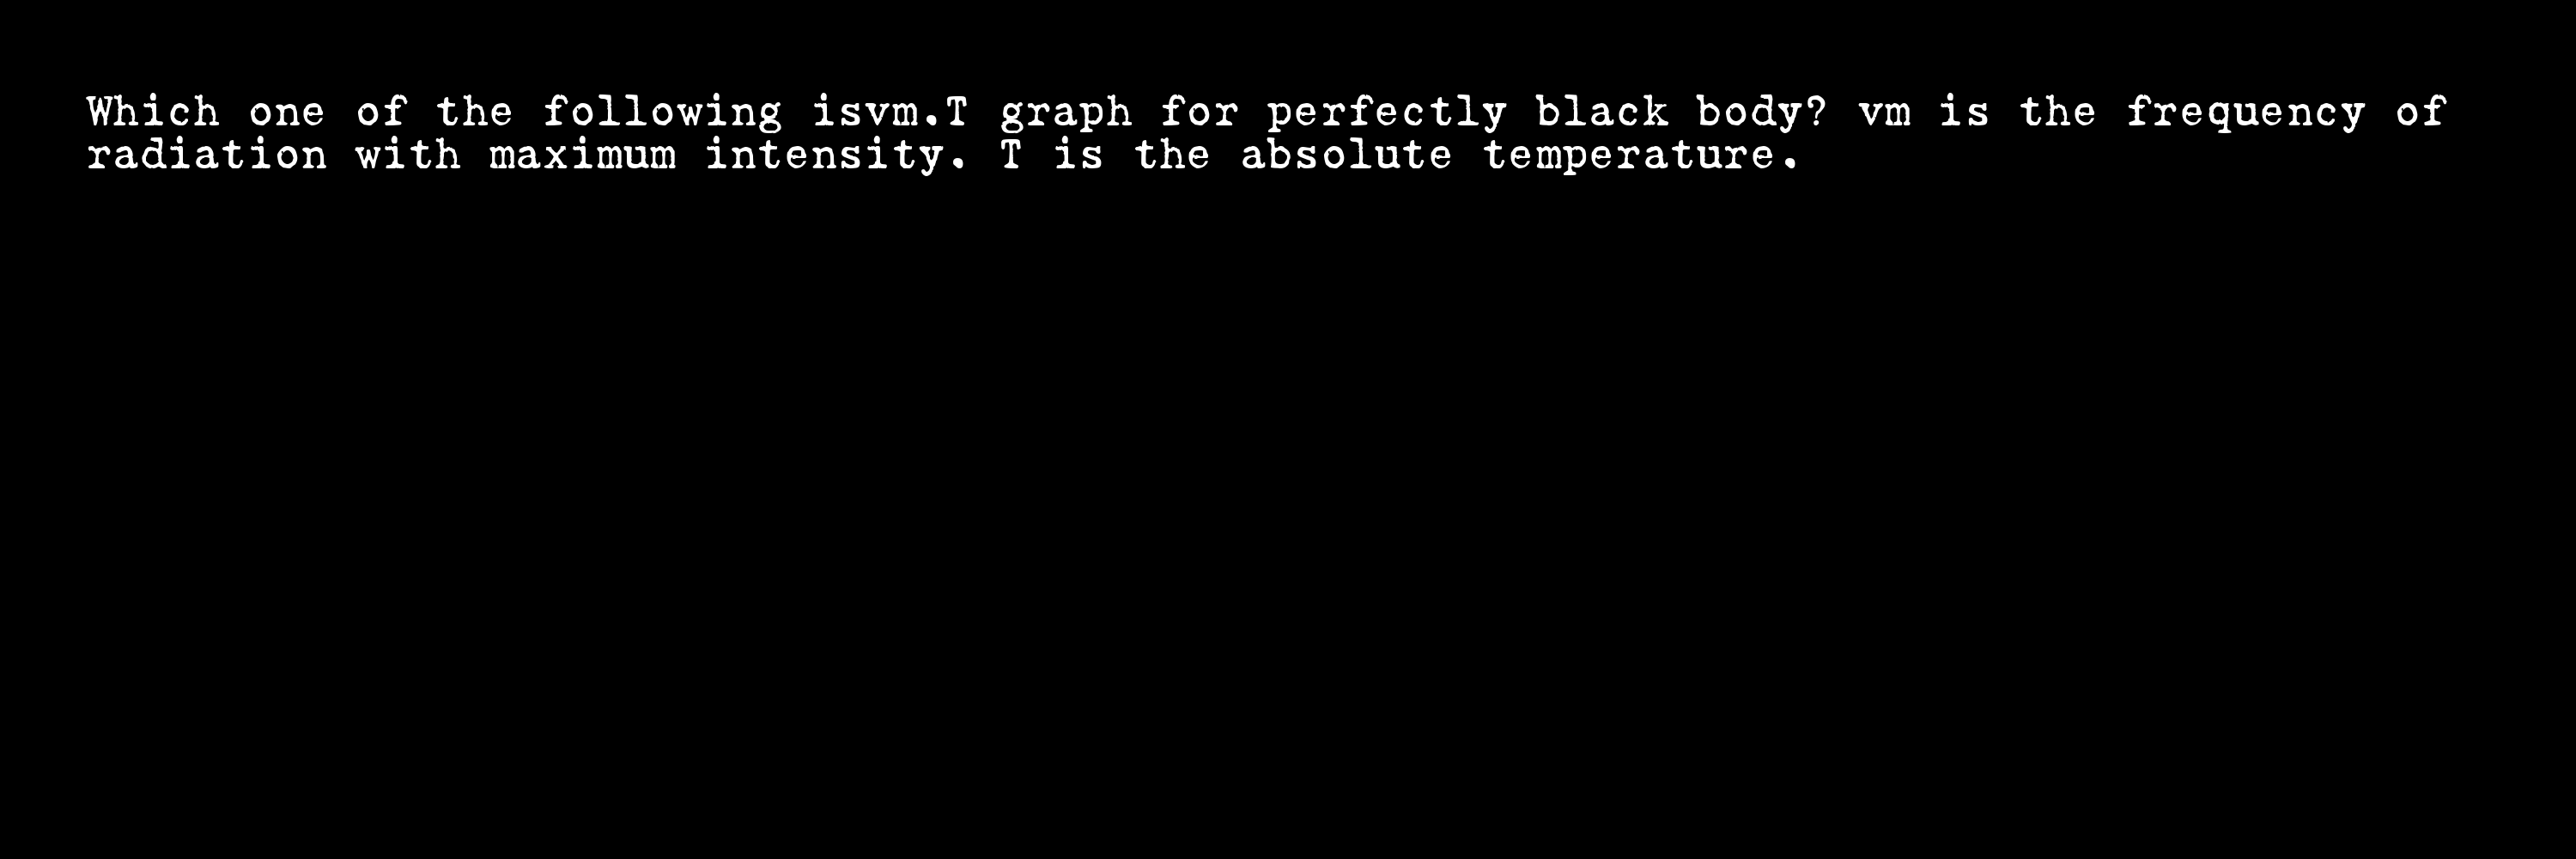 Which one of the following isvm.T graph for perfectly black body? vm is the frequency of
radiation with maximum intensity. T is the absolute temperature.